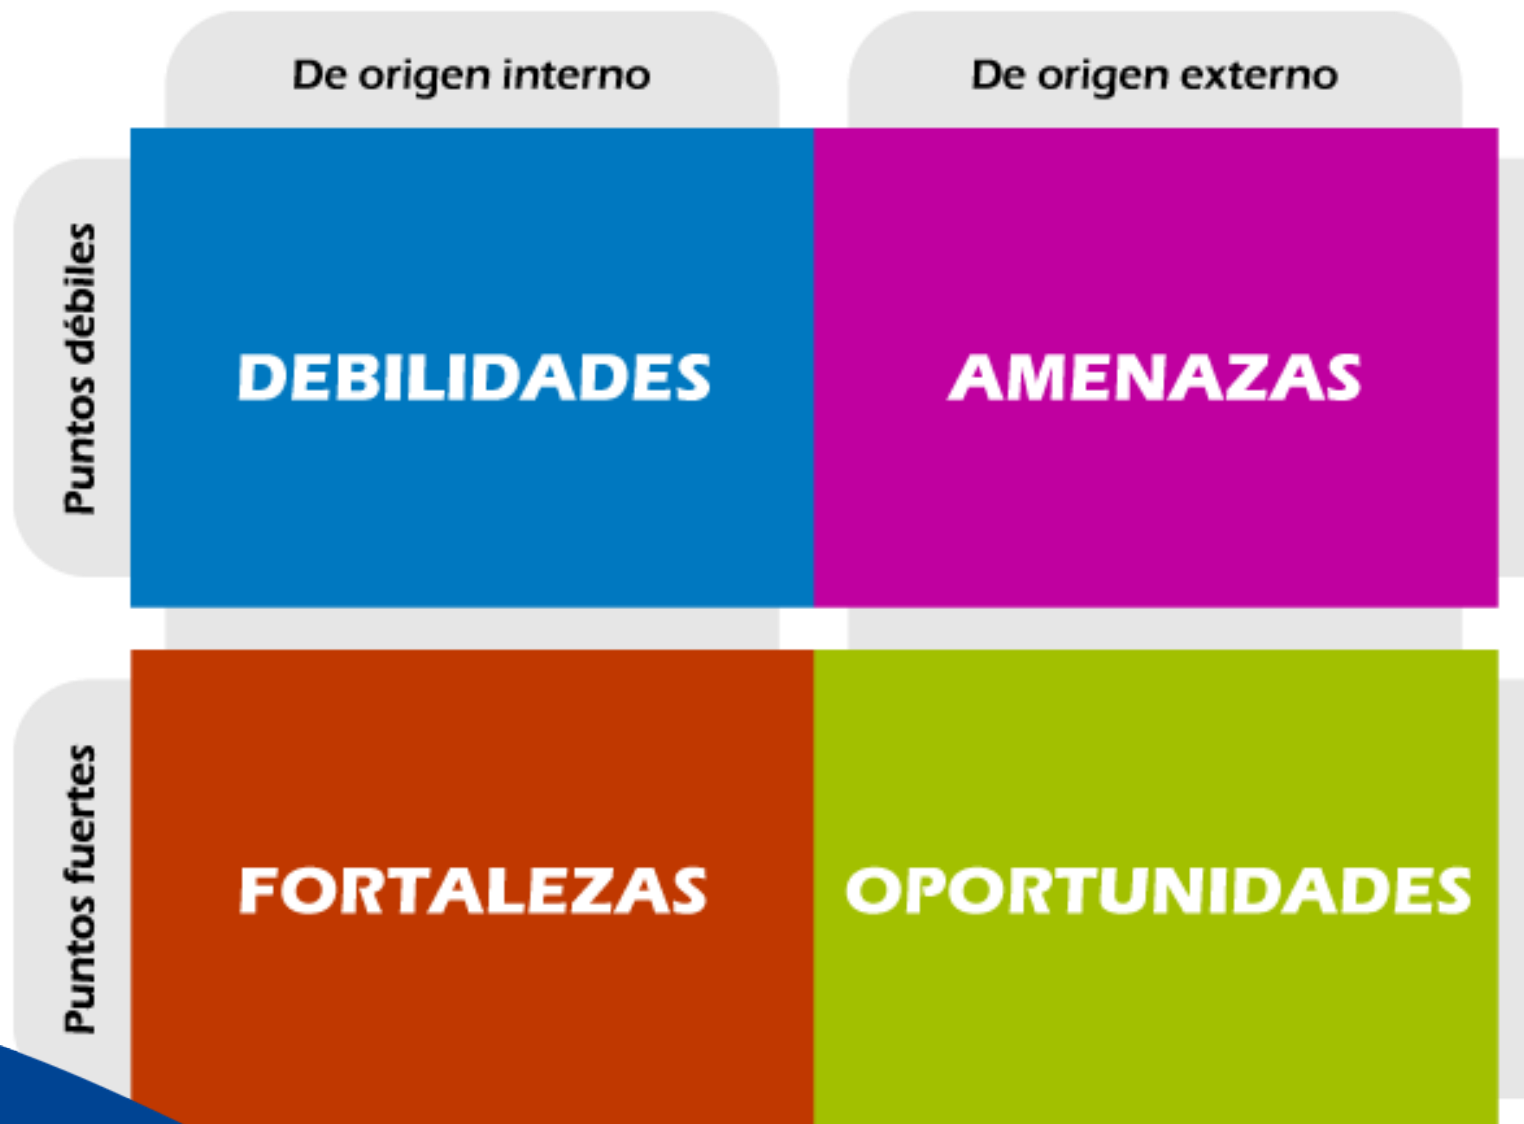 De origen interno
De origen externo
Puntos débiles
DEBILIDADES
AMENAZAS
Puntos fuertes
FORTALEZAS
OPORTUNIDADES